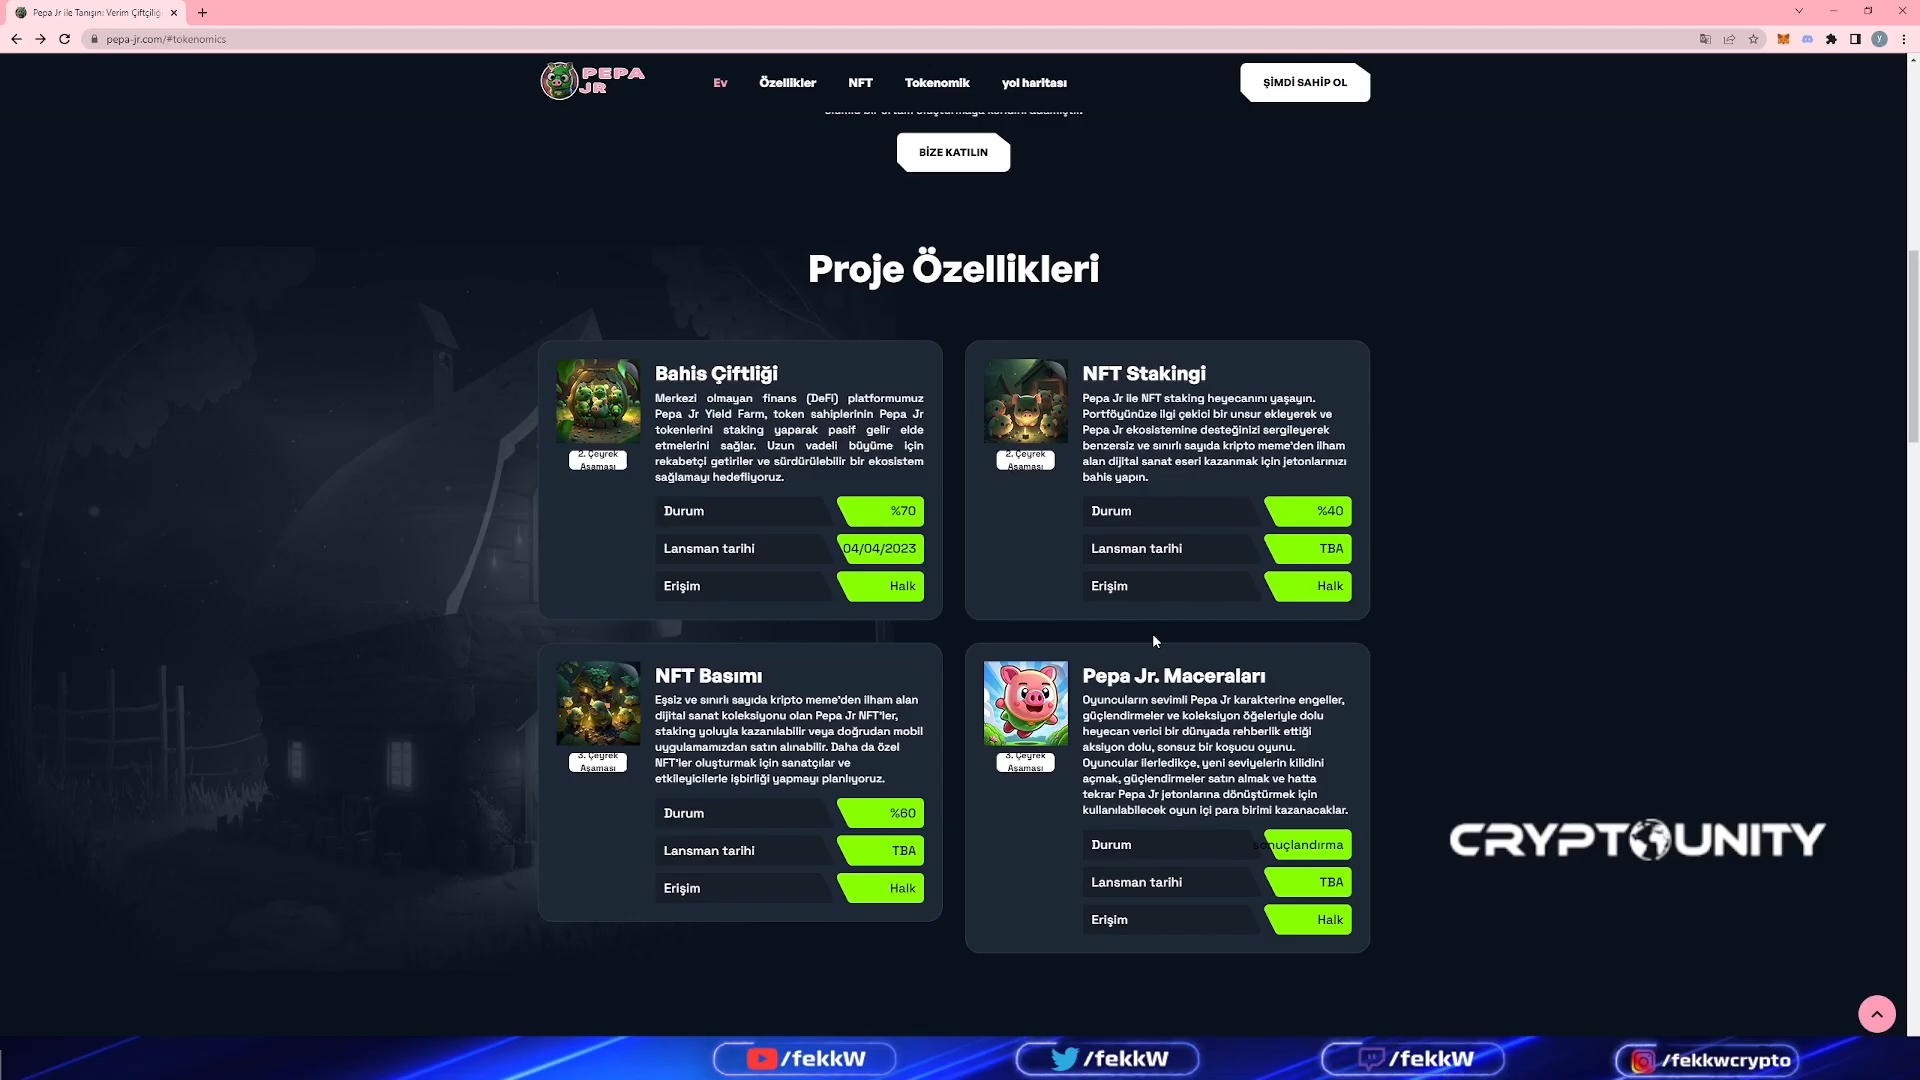 Pepa Jr ile Tanışın: Verim Çiftçiliği
pepa-jr.com/#tokenomics
PEPA
JR
Ev
Özellikler
NFT
Tokenomik
yol haritası
ŞİMDİ SAHİP OL
BİZE KATILIN
Proje Özellikleri
Bahis Çiftliği
Merkezi olmayan finans (DeFi) platformumuz
Pepa Jr Yield Farm, token sahiplerinin Pepa Jr
tokenlerini staking yaparak pasif gelir elde
etmelerini sağlar. Uzun vadeli büyüme için
rekabetçi getiriler ve sürdürülebilir bir ekosistem
sağlamayı hedefliyoruz.
2. Çeyrek
Aşaması
Durum
%70
Lansman tarihi
04/04/2023
Erişim
Halk
NFT Stakingi
Pepa Jr ile NFT staking heyecanını yaşayın.
Portföyünüze ilgi çekici bir unsur ekleyerek ve
Pepa Jr ekosistemine desteğinizi sergileyerek
benzersiz ve sınırlı sayıda kripto meme'den ilham
alan dijital sanat eseri kazanmak için jetonlarınızı
bahis yapın.
2. Çeyrek
Aşaması
Durum
%40
Lansman tarihi
TBA
Erişim
Halk
NFT Basımı
Eşsiz ve sınırlı sayıda kripto meme'den ilham alan
dijital sanat koleksiyonu olan Pepa Jr NFT'ler,
staking yoluyla kazanılabilir veya doğrudan mobil
uygulamamızdan satın alınabilir. Daha da özel
NFT'ler oluşturmak için sanatçılar ve
etkileyicilerle işbirliği yapmayı planlıyoruz.
3. Çeyrek
Aşaması
Durum
%60
Lansman tarihi
TBA
Erişim
Halk
Pepa Jr. Maceraları
Oyuncuların sevimli Pepa Jr karakterine engeller,
güçlendirmeler ve koleksiyon öğeleriyle dolu
heyecan verici bir dünyada rehberlik ettiği
aksiyon dolu, sonsuz bir koşucu oyunu.
Oyuncular ilerledikçe, yeni seviyelerin kilidini
açmak, güçlendirmeler satın almak ve hatta
tekrar Pepa Jr jetonlarına dönüştürmek için
kullanılabilecek oyun içi para birimi kazanacaklar.
3. Çeyrek
Aşaması
Durum
sonuçlandırma
Lansman tarihi
TBA
Erişim
Halk
CRYPTOUNITY
/fekkW
/fekkW
/fekkW
/fekkwcrypto